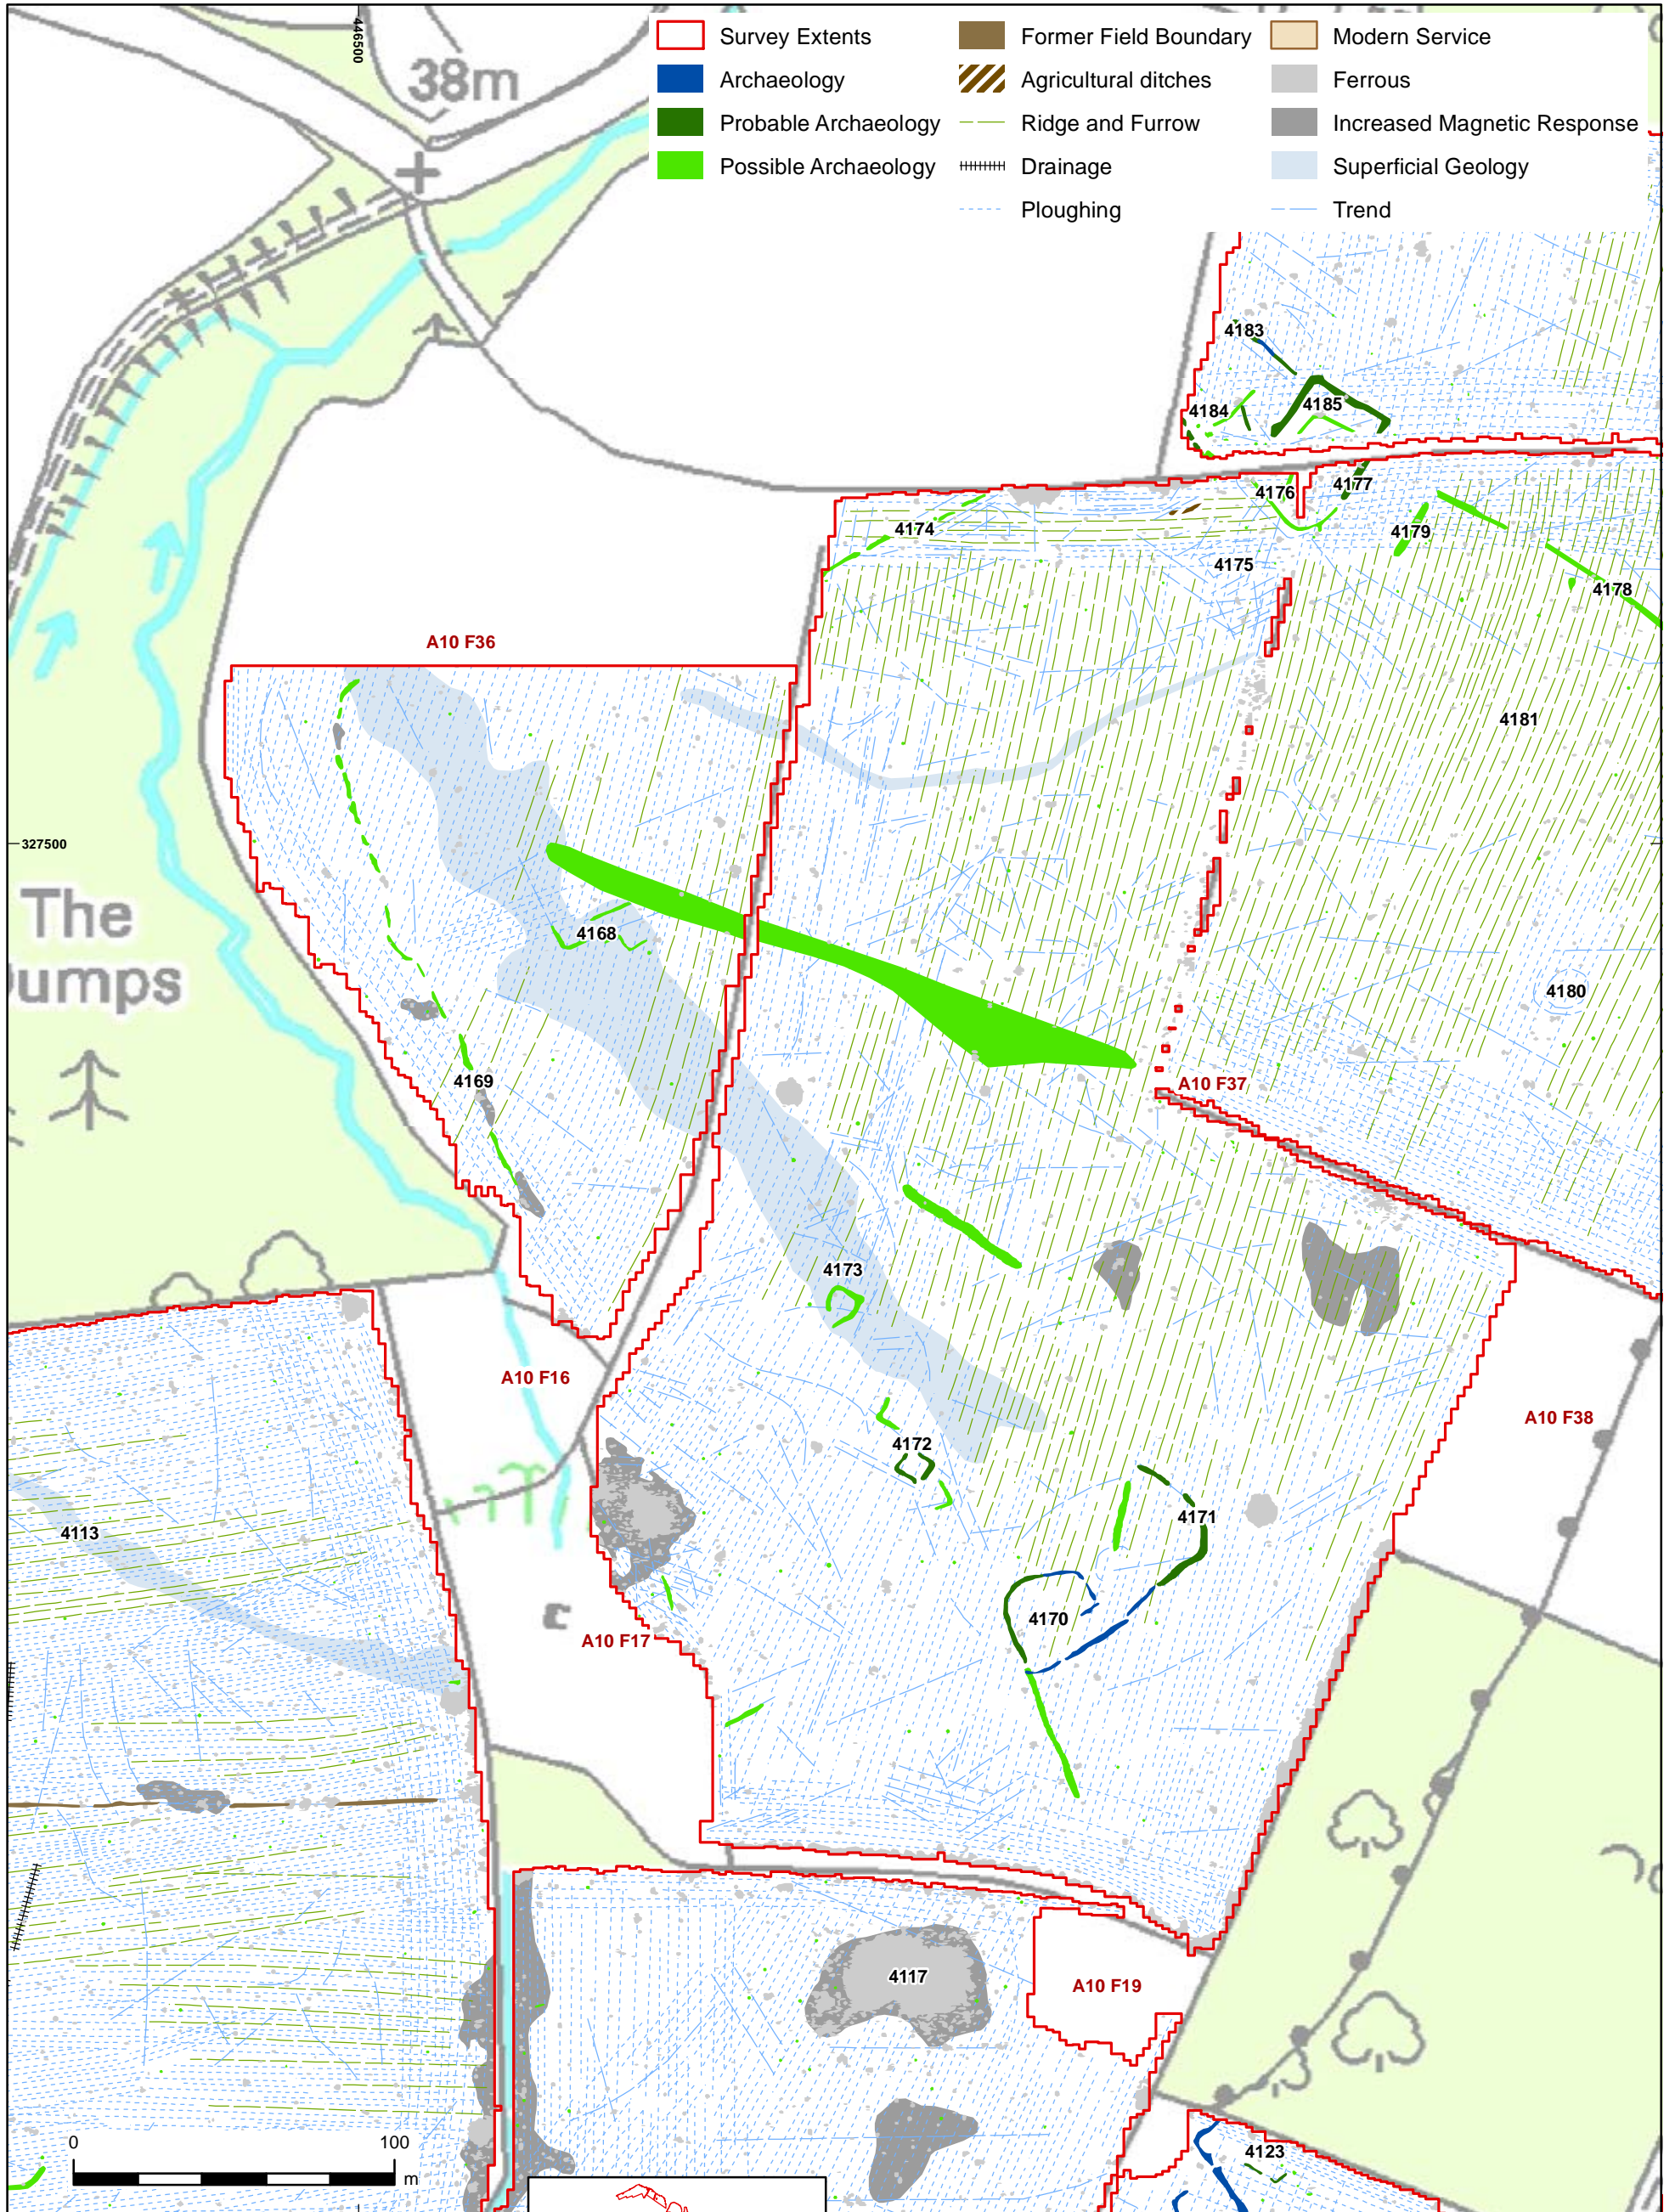 446500
38m
Survey Extents
Archaeology
Probable Archaeology
Possible Archaeology
Former Field Boundary
Agricultural ditches
Ridge and Furrow
Drainage
Ploughing
Modern Service
Ferrous
Increased Magnetic Response
Superficial Geology
Trend
4183
4184
4185
4176
4177
4174
4179
4175
4178
A10 F36
4181
327500
The
umps
4168
4180
4169
A10 F37
4173
A10 F16
A10 F38
4172
4171
4113
4170
A10 F17
4117
A10 F19
0
100
m
4123